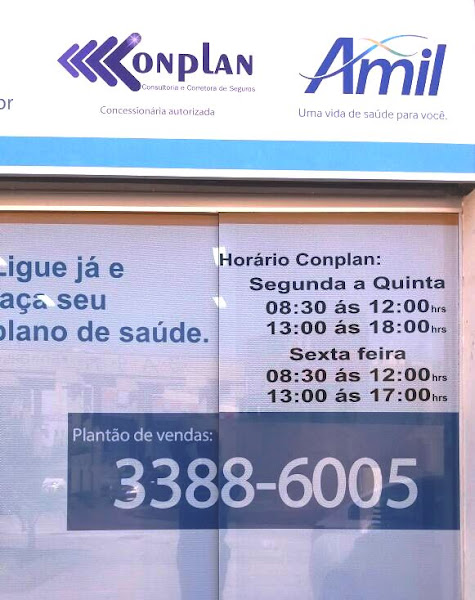 ONPLAN
Consultoria e Corretora de Seguros
Concessionária autorizada
Amil
Uma vida de saúde para você.
or
Ligue já e
aça seu
plano de saúde.
Horário Conplan:
Segunda a Quinta
08:30 ás 12:00hrs
13:00 ás 18:00hrs
Sexta feira
08:30 ás 12:00hrs
13:00 ás 17:00hrs
Plantão de vendas:
3388-6005